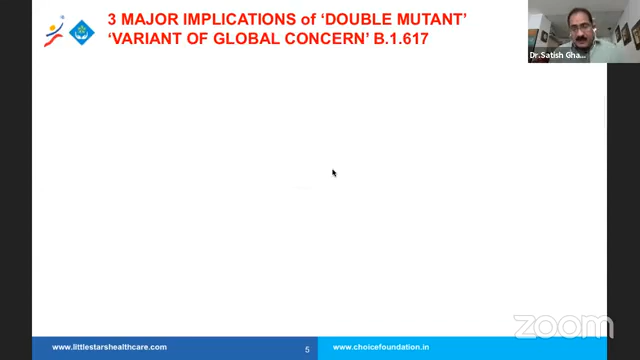 3 MAJOR IMPLICATIONS of ‘DOUBLE MUTANT’
‘VARIANT OF GLOBAL CONCERN’ B.1.617
Dr.Satish Gha...
zoom
www.littlestarshealthcare.com
5
www.choicefoundation.in